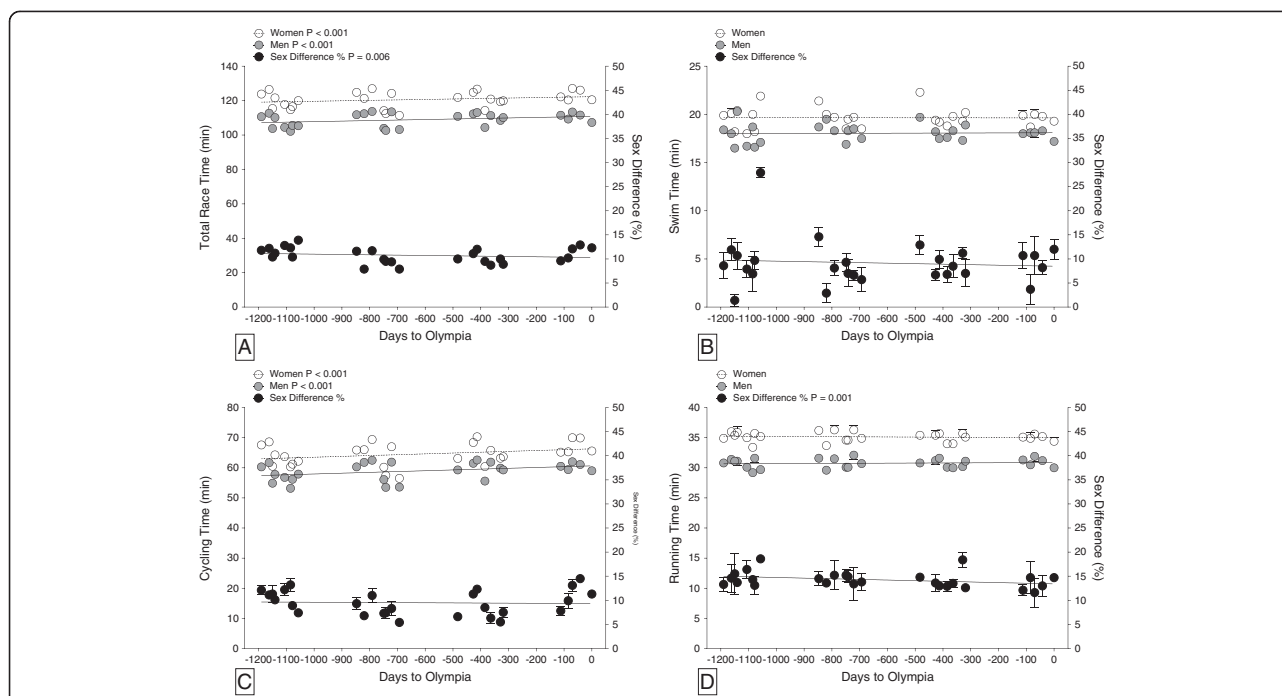 Women P < 0.001
Men P < 0.001
Sex Difference % P = 0.006
140
120
100
80
60
40
20
0
Total Race Time (min)
50
45
40
35
30
25
20
15
10
5
0
Sex Difference (%)
-1200 -1100 -1000 -900 -800 -700 -600 -500 -400 -300 -200 -100 0
Days to Olympia
A
Women
Men
Sex Difference %
25
20
15
10
5
0
Swim Time (min)
50
45
40
35
30
25
20
15
10
5
0
Sex Difference (%)
-1200 -1100 -1000 -900 -800 -700 -600 -500 -400 -300 -200 -100 0
Days to Olympia
B
Women P < 0.001
Men P < 0.001
Sex Difference %
80
70
60
50
40
30
20
10
0
Cycling Time (min)
50
45
40
35
30
25
20
15
10
5
0
Sex Difference (%)
-1200 -1100 -1000 -900 -800 -700 -600 -500 -400 -300 -200 -100 0
Days to Olympia
C
Women
Men
Sex Difference % P = 0.001
40
35
30
25
20
15
10
5
0
Running Time (min)
50
45
40
35
30
25
20
15
10
5
0
Sex Difference (%)
-1200 -1100 -1000 -900 -800 -700 -600 -500 -400 -300 -200 -100 0
Days to Olympia
D